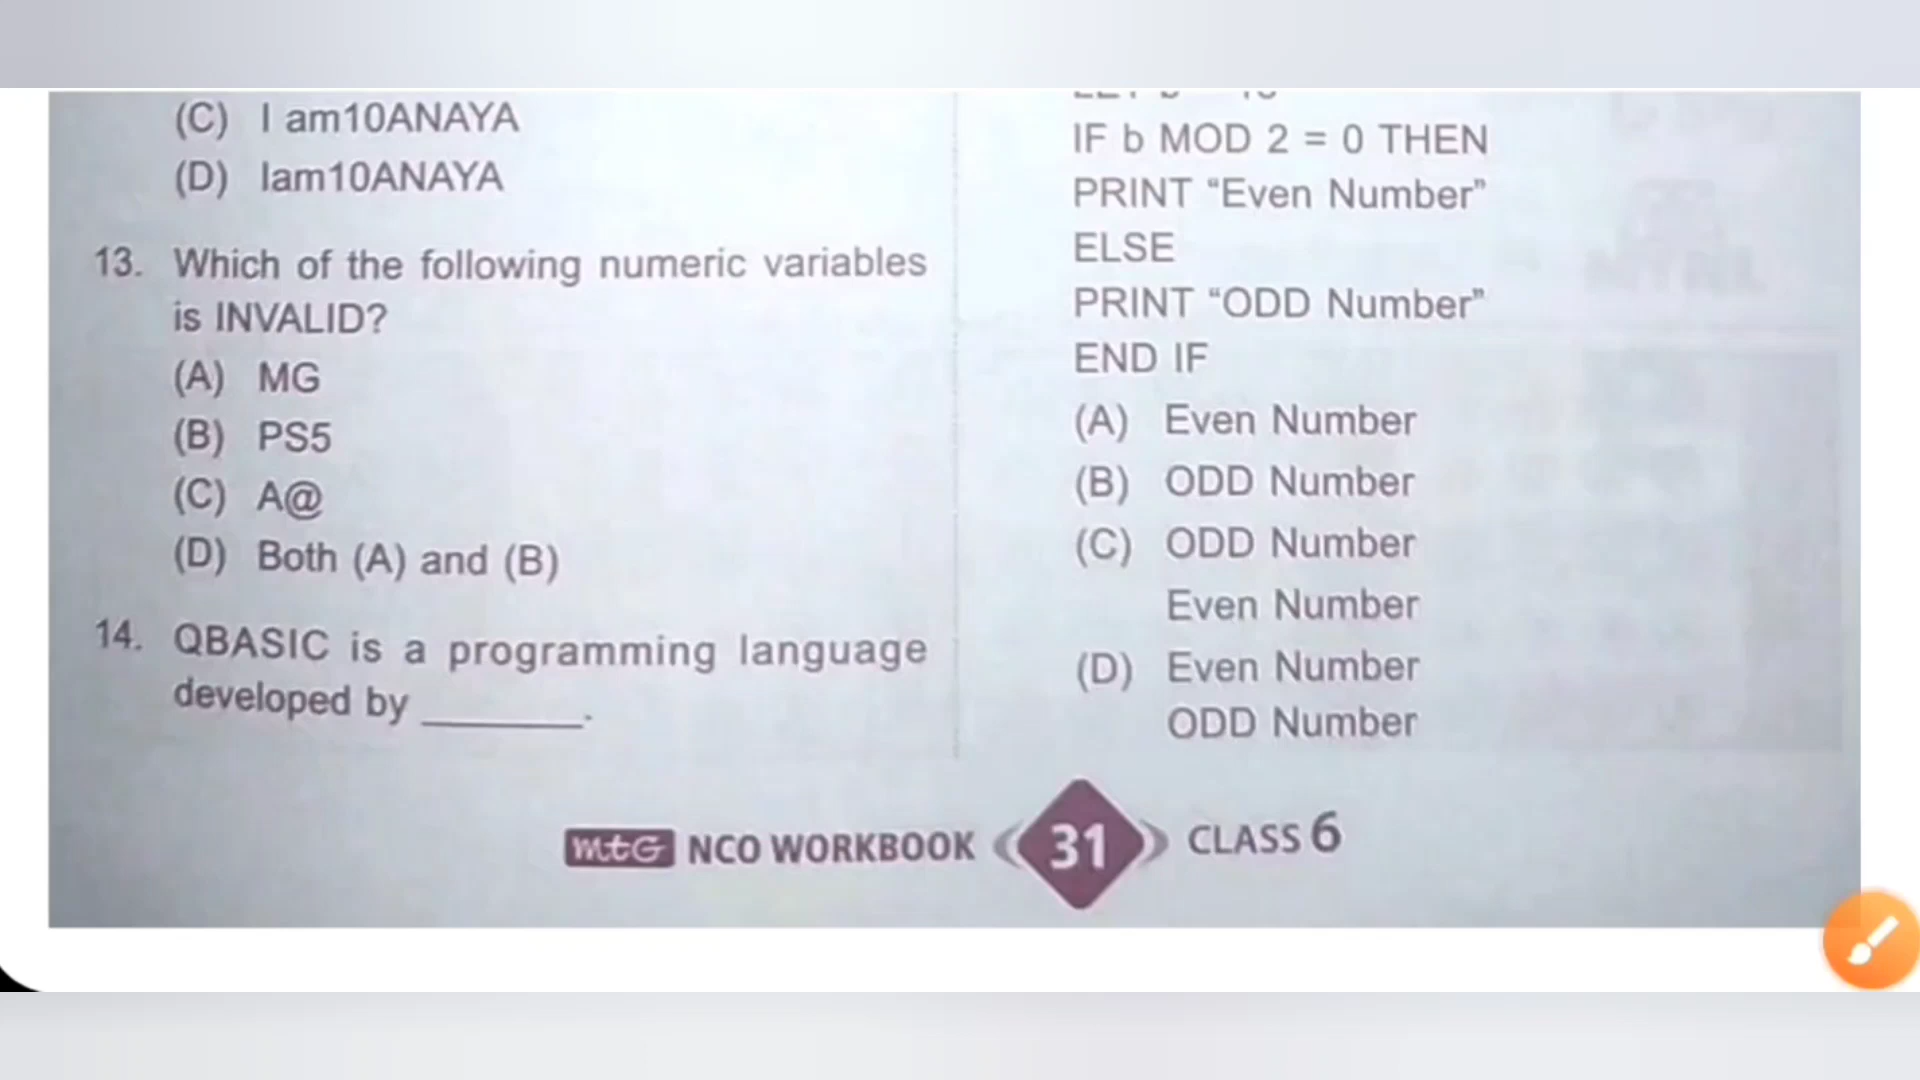 (C) I am10ANAYA
(D) Iam10ANAYA
13. Which of the following numeric variables
is INVALID?
(A) MG
(B) PS5
(C) A@
(D) Both (A) and (B)
14. QBASIC is a programming language
developed by ________.
IF b MOD 2 = 0 THEN
PRINT “Even Number”
ELSE
PRINT “ODD Number”
END IF
(A) Even Number
(B) ODD Number
(C) ODD Number
Even Number
(D) Even Number
ODD Number
mtG NCO WORKBOOK 31 CLASS 6